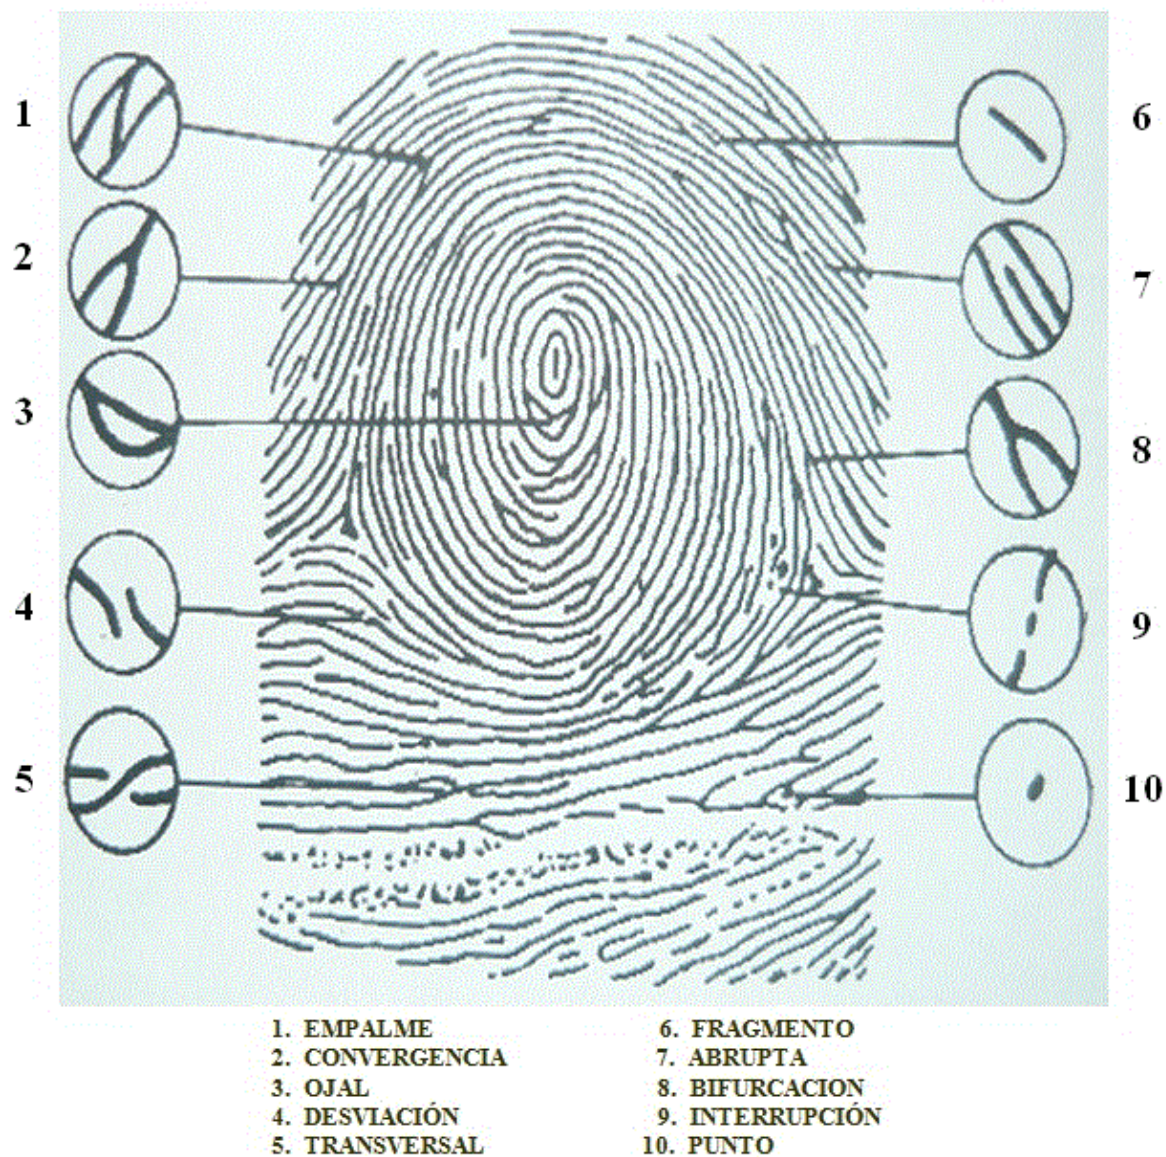 1
2
3
4
5
6
7
8
9
10
1. EMPALME
2. CONVERGENCIA
3. OJAL
4. DESVIACIÓN
5. TRANSVERSAL
6. FRAGMENTO
7. ABRUPTA
8. BIFURCACION
9. INTERRUPCIÓN
10. PUNTO